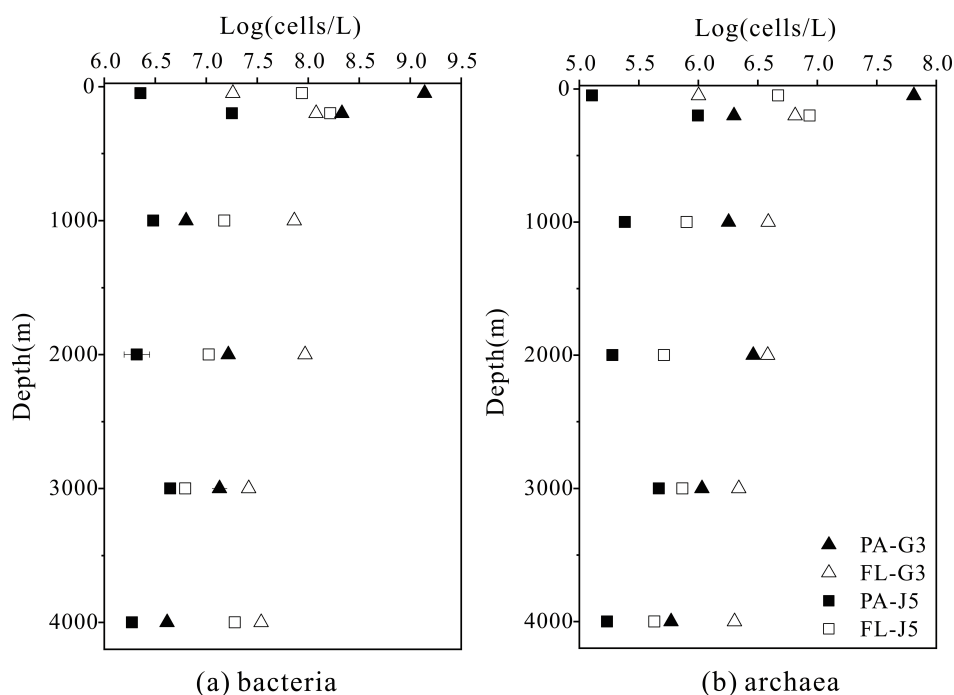 Log(cells/L)
6.0 6.5 7.0 7.5 8.0 8.5 9.0 9.5
0
1000
2000
3000
4000
Depth(m)
(a) bacteria
Log(cells/L)
5.0 5.5 6.0 6.5 7.0 7.5 8.0
0
1000
2000
3000
4000
Depth(m)
PA-G3
FL-G3
PA-J5
FL-J5
(b) archaea